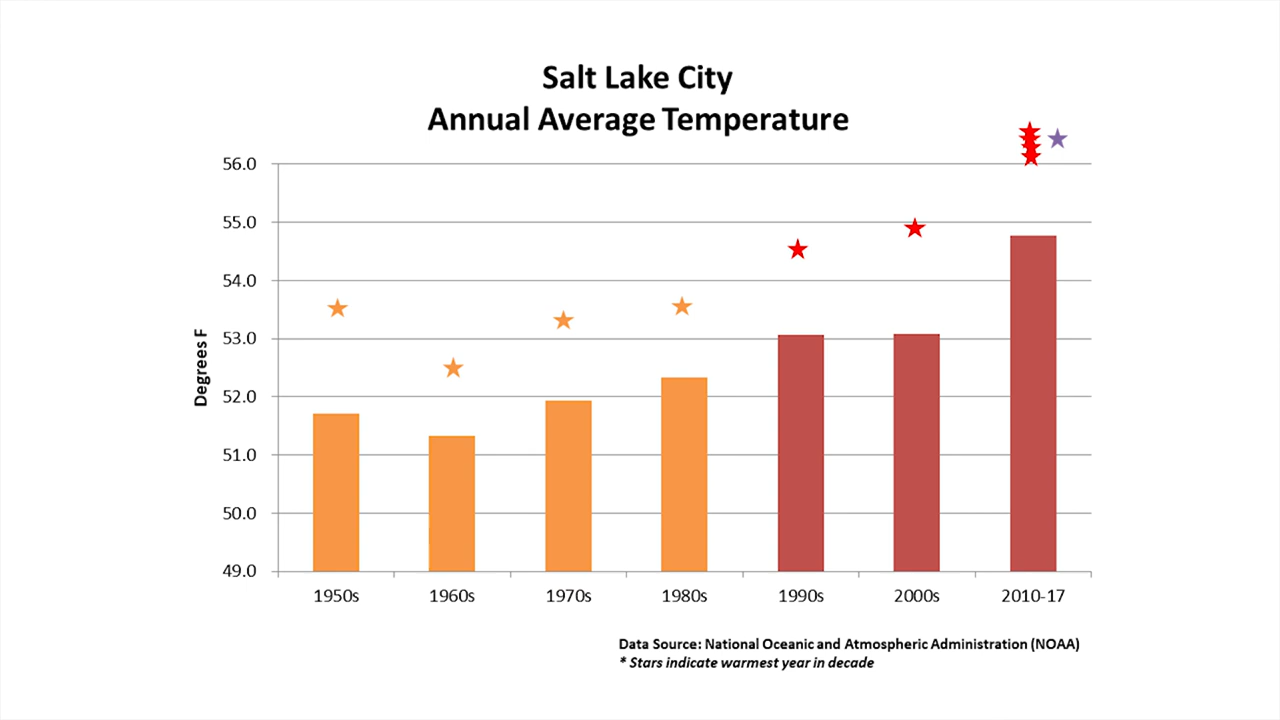 Salt Lake City
Annual Average Temperature
56.0
55.0
54.0
53.0
52.0
51.0
50.0
49.0
Degrees F
1950s 1960s 1970s 1980s 1990s 2000s 2010-17
Data Source: National Oceanic and Atmospheric Administration (NOAA)
* Stars indicate warmest year in decade